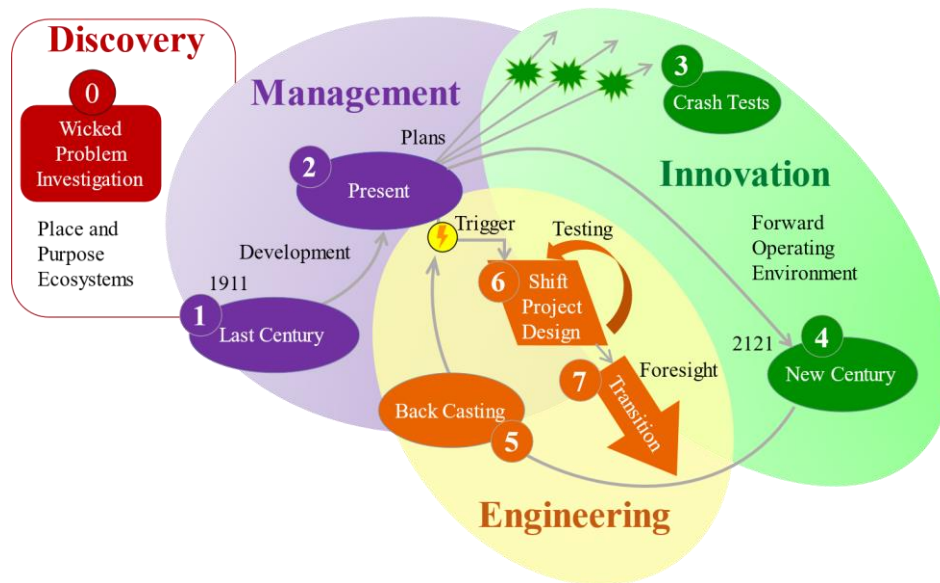 Discovery
0
Wicked
Problem
Investigation
Place and
Purpose
Ecosystems
Management
Plans
2
Present
Development
1911
1
Last Century
3
Crash Tests
Innovation
Forward
Operating
Environment
2121
4
New Century
Trigger
Testing
6
Shift
Project
Design
Foresight
7
Transition
Back Casting
5
Engineering